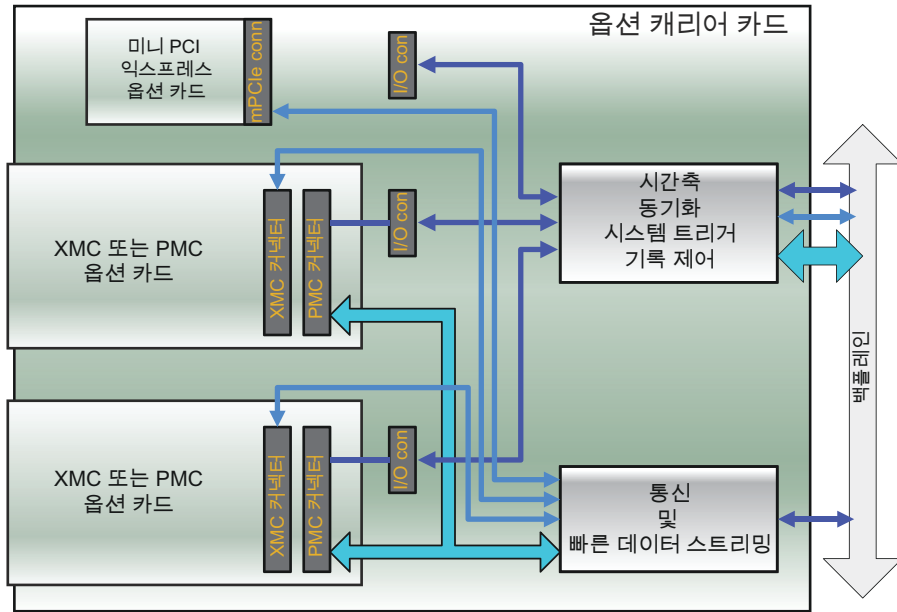 옵션 캐리어 카드
미니 PCI
익스프레스
옵션 카드
mPCIe conn
I/O con
XMC 또는 PMC
옵션 카드
XMC 커넥터
PMC 커넥터
I/O con
시간축
동기화
시스템 트리거
기록 제어
백플레인
XMC 또는 PMC
옵션 카드
XMC 커넥터
PMC 커넥터
I/O con
통신
및
빠른 데이터 스트리밍